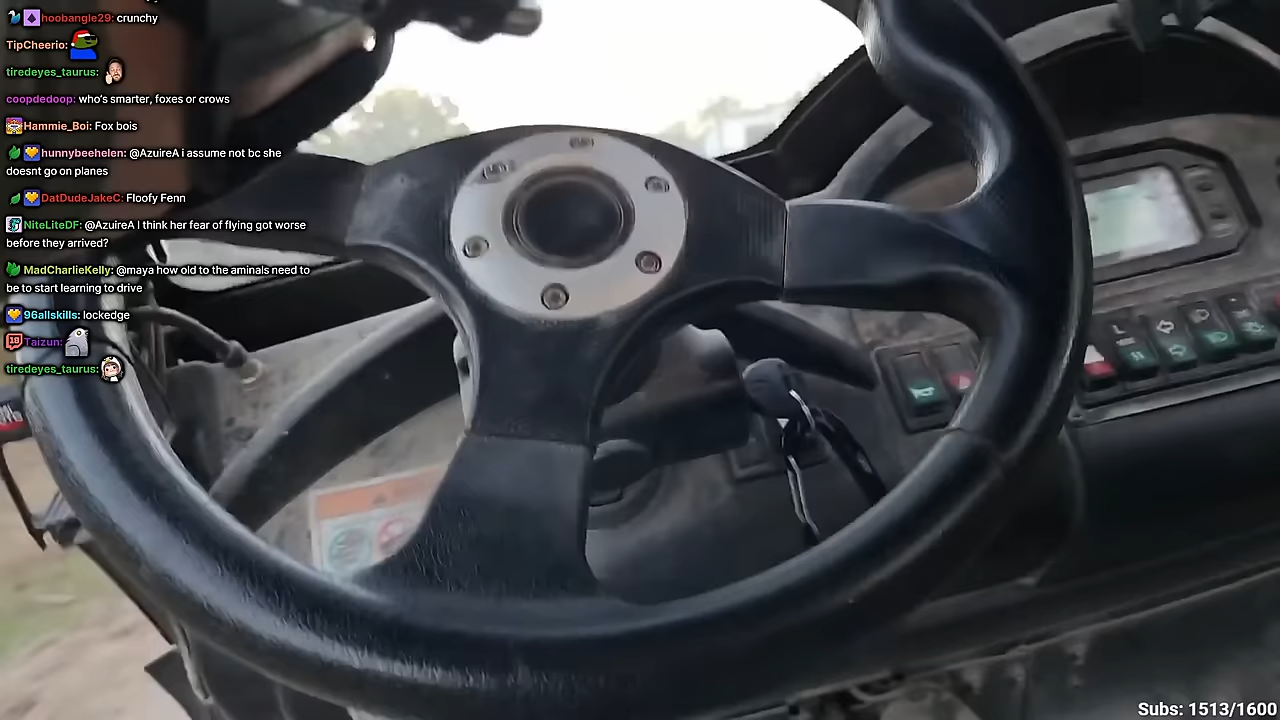 hoobangle29: crunchy
TipCheerio:
tiredeyes_taurus:
coopdedoop: who's smarter, foxes or crows
Hammie_Boi: Fox bois
hunnybeehelen: @AzuireA i assume not bc she
doesnt go on planes
DatDudeJakeC: Floofy Fenn
NiteLiteDF: @AzuireA I think her fear of flying got worse
before they arrived?
MadCharlieKelly: @maya how old to the aminals need to
be to start learning to drive
96allskills: lockedge
18 Taizun:
tiredeyes_taurus:
L
Subs: 1513/1600